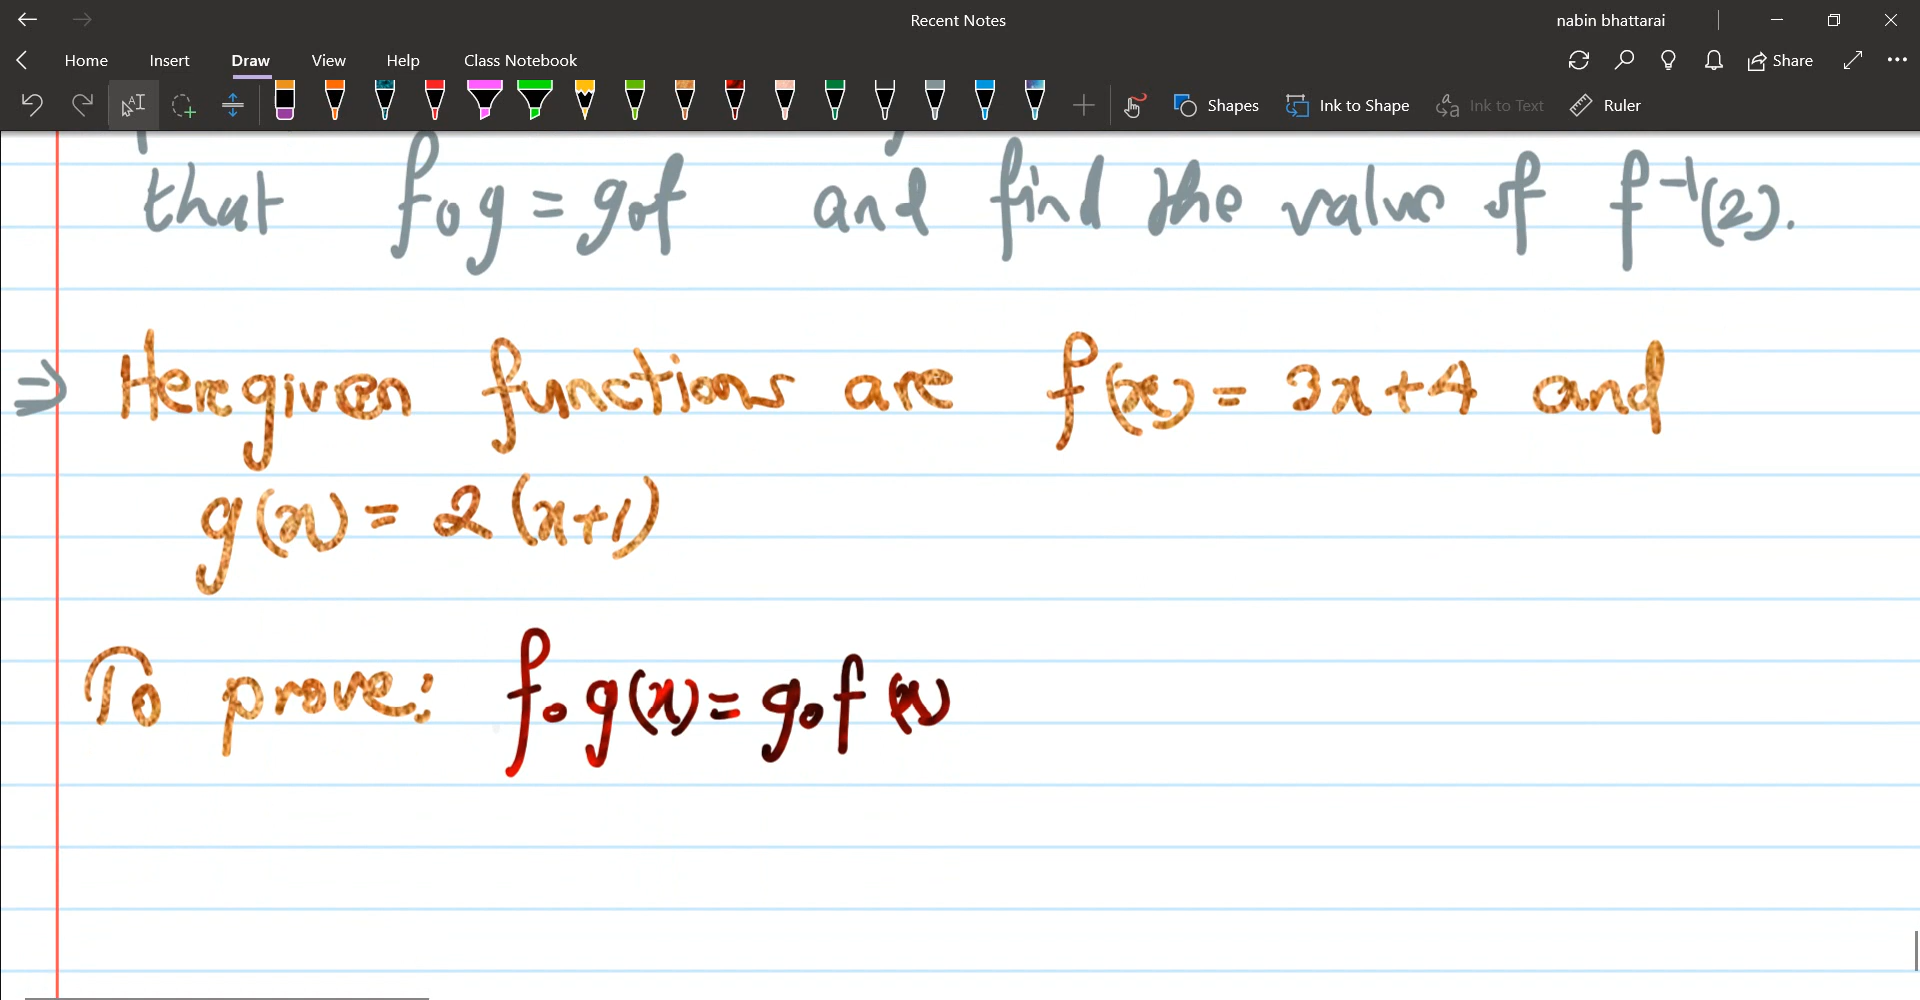 Recent Notes
nabin bhattarai
Home Insert Draw View Help Class Notebook Share
Shapes Ink to Shape Ink to Text Ruler
that fog = gof and find the value of f⁻¹(2).
⇒ Here given functions are f(x) = 3x+4 and
g(x) = 2(x+1)
To prove: fog(x) = gof(x)